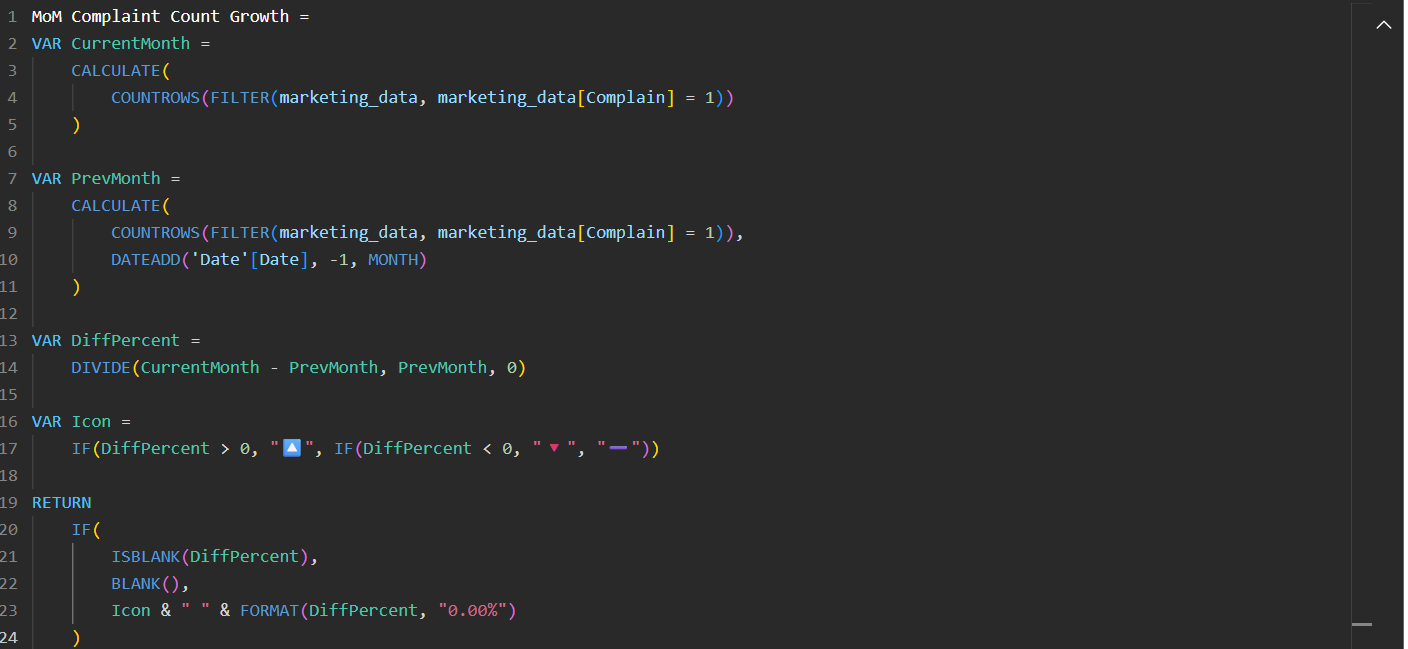 1 MoM Complaint Count Growth =
2 VAR CurrentMonth =
3     CALCULATE(
4         COUNTROWS(FILTER(marketing_data, marketing_data[Complain] = 1))
5     )
6
7 VAR PrevMonth =
8     CALCULATE(
9         COUNTROWS(FILTER(marketing_data, marketing_data[Complain] = 1)),
10         DATEADD('Date'[Date], -1, MONTH)
11     )
12
13 VAR DiffPercent =
14     DIVIDE(CurrentMonth - PrevMonth, PrevMonth, 0)
15
16 VAR Icon =
17     IF(DiffPercent > 0, "🔼", IF(DiffPercent < 0, "🔻", "➖"))
18
19 RETURN
20     IF(
21         ISBLANK(DiffPercent),
22         BLANK(),
23         Icon & " " & FORMAT(DiffPercent, "0.00%")
24     )